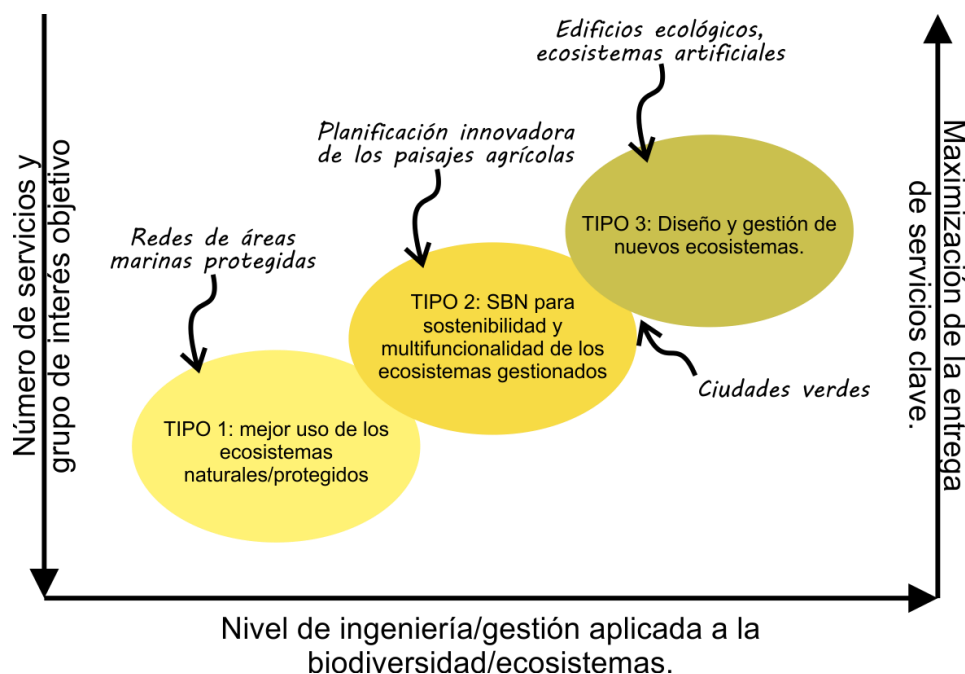 Número de servicios y
grupo de interés objetivo
Edificios ecológicos,
ecosistemas artificiales
Planificación innovadora
de los paisajes agrícolas
Redes de áreas
marinas protegidas
TIPO 3: Diseño y gestión de
nuevos ecosistemas.
TIPO 2: SBN para
sostenibilidad y
multifuncionalidad de los
ecosistemas gestionados
Ciudades verdes
TIPO 1: mejor uso de los
ecosistemas
naturales/protegidos
Maximización de la entrega
de servicios clave.
Nivel de ingeniería/gestión aplicada a la
biodiversidad/ecosistemas.